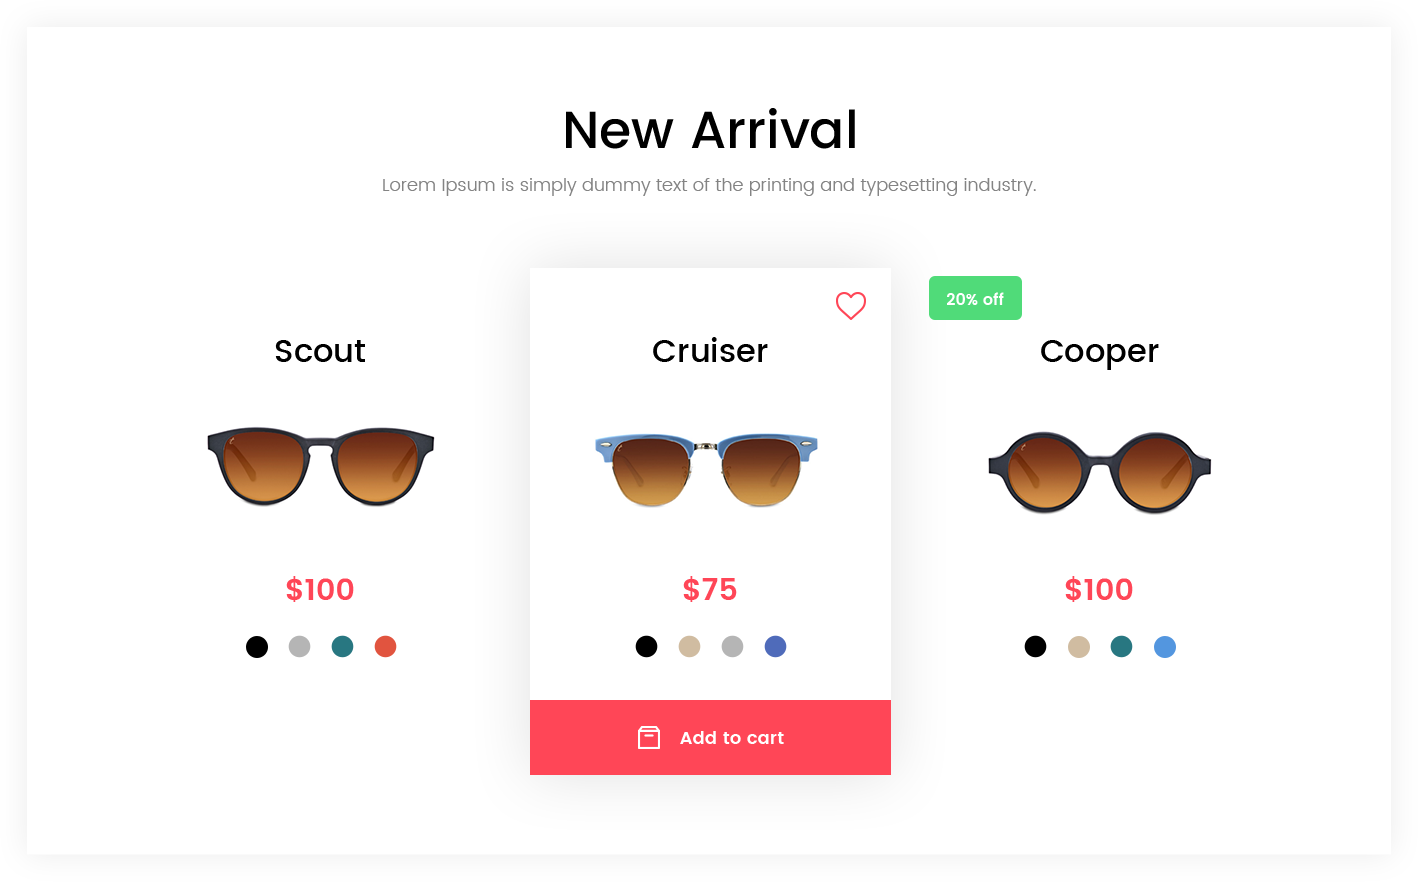 New Arrival
Lorem Ipsum is simply dummy text of the printing and typesetting industry.
Scout
$100
Cruiser
$75
Add to cart
20% off
Cooper
$100